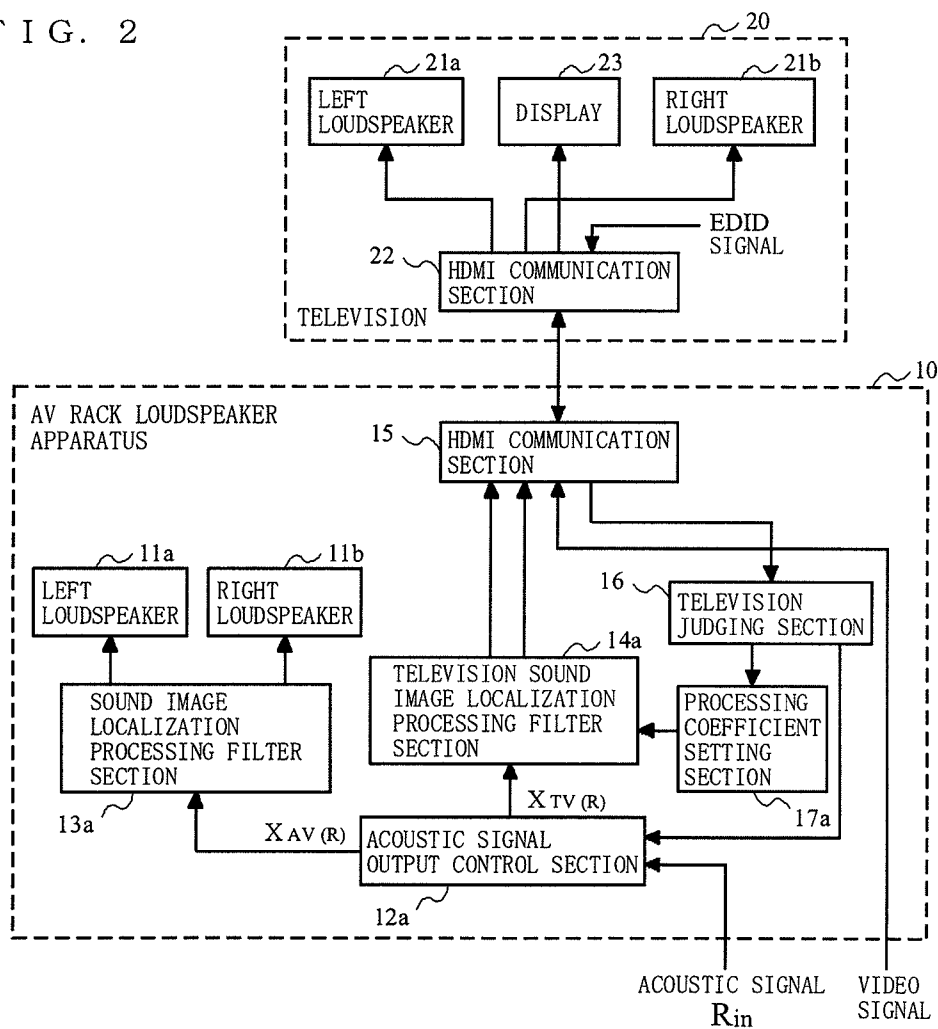 F I G. 2
20
21a
23
21b
LEFT
LOUDSPEAKER
DISPLAY
RIGHT
LOUDSPEAKER
EDID
SIGNAL
22
HDMI COMMUNICATION
SECTION
TELEVISION
10
AV RACK LOUDSPEAKER
APPARATUS
15
HDMI COMMUNICATION
SECTION
11a
11b
16
LEFT
LOUDSPEAKER
RIGHT
LOUDSPEAKER
TELEVISION
JUDGING SECTION
14a
TELEVISION SOUND
IMAGE LOCALIZATION
PROCESSING FILTER
SECTION
SOUND IMAGE
LOCALIZATION
PROCESSING FILTER
SECTION
PROCESSING
COEFFICIENT
SETTING
SECTION
13a
17a
X AV (R)
X TV (R)
ACOUSTIC SIGNAL
OUTPUT CONTROL SECTION
12a
ACOUSTIC SIGNAL
Rin
VIDEO
SIGNAL